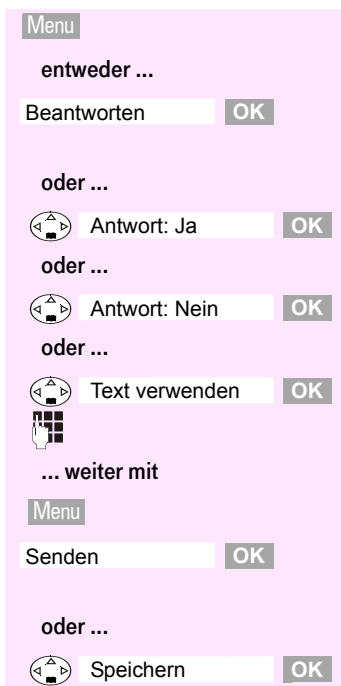 Menu
entweder ...
Beantworten OK
oder ...
Antwort: Ja OK
oder ...
Antwort: Nein OK
oder ...
Text verwenden OK
... weiter mit
Menu
Senden OK
oder ...
Speichern OK